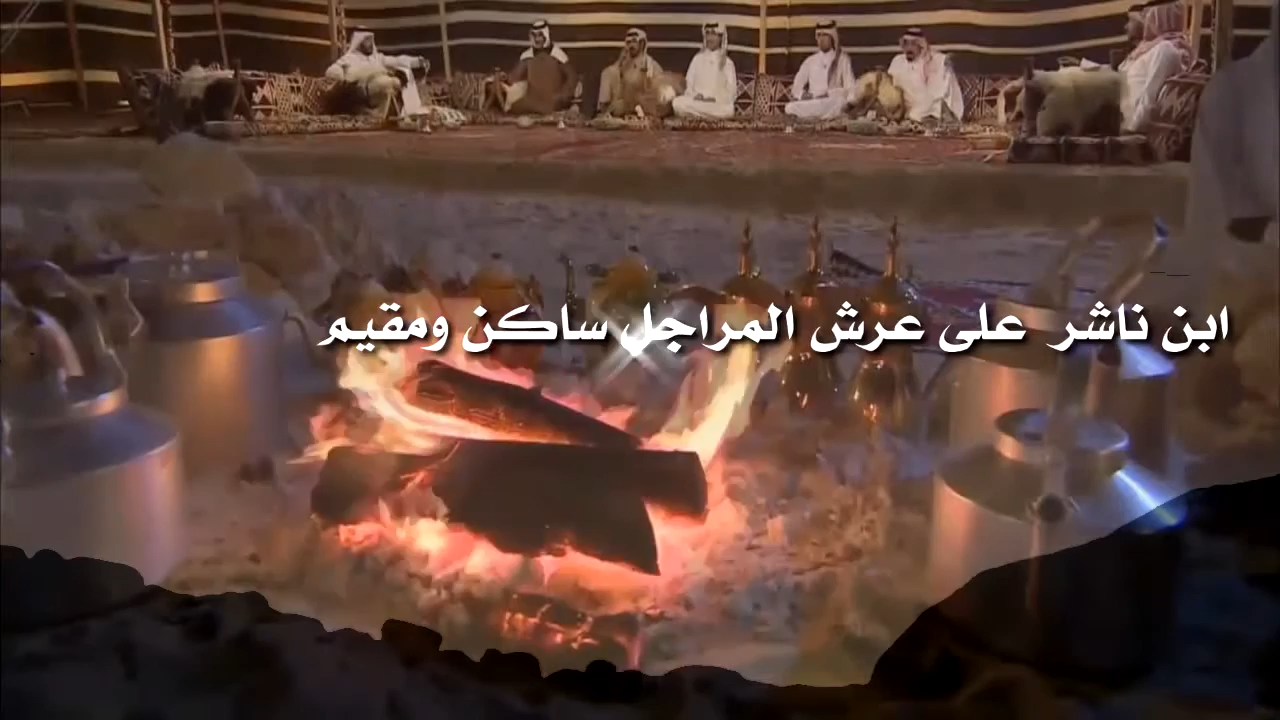 ابن ناشر على عرش المراجل ساكن ومقيم